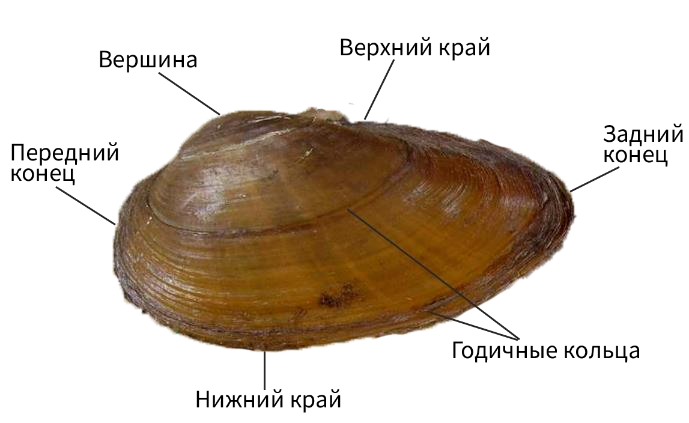 Верхний край
Вершина
Задний
конец
Передний
конец
Годичные кольца
Нижний край